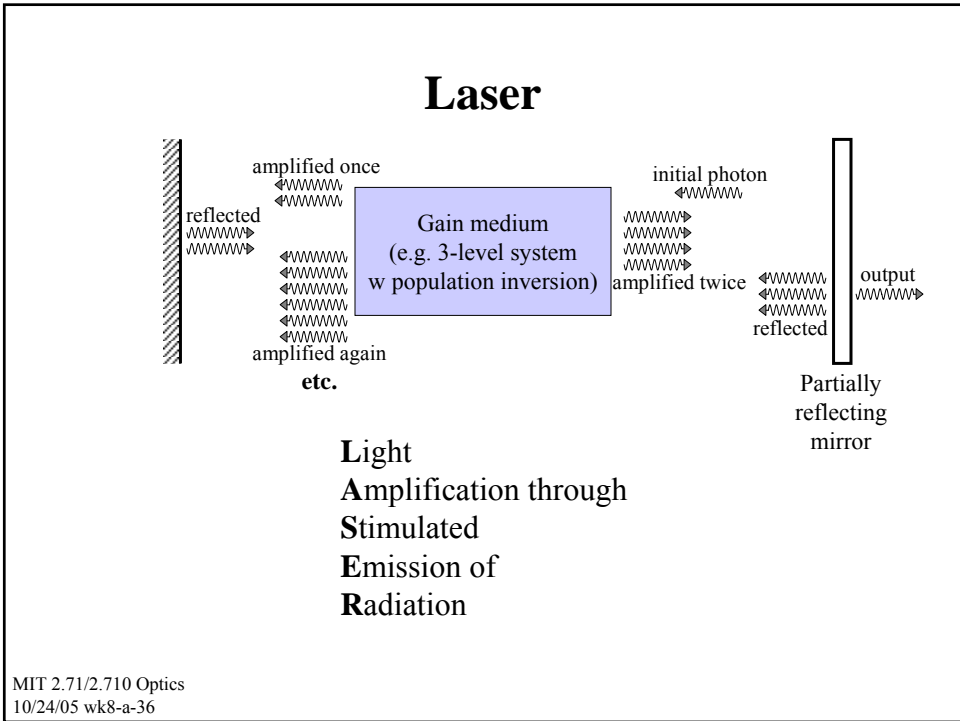 Laser
amplified once
initial photon
reflected
Gain medium
(e.g. 3-level system
w population inversion)
amplified twice
output
reflected
amplified again
etc.
Partially
reflecting
mirror
Light
Amplification through
Stimulated
Emission of
Radiation
MIT 2.71/2.710 Optics
10/24/05 wk8-a-36